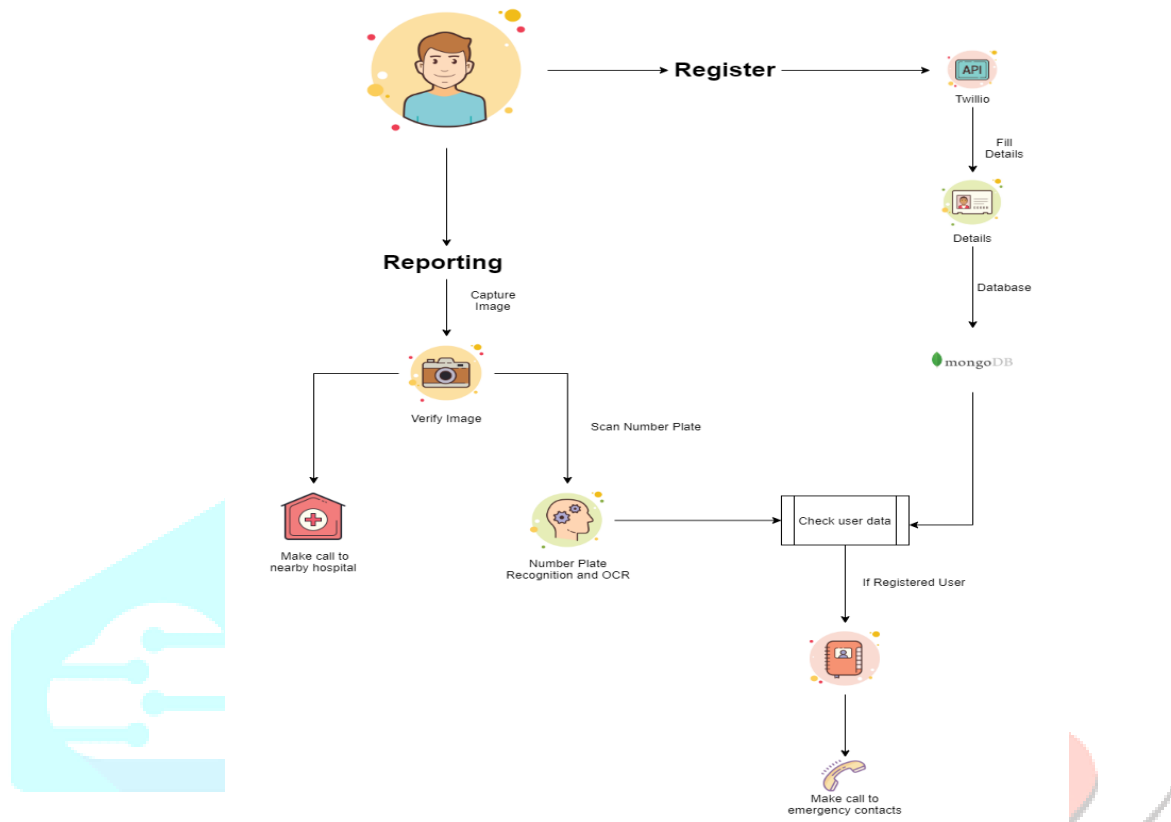 Register
API
Twillio
Fill
Details
Details
Database
mongoDB
Reporting
Capture
Image
Verify Image
Scan Number Plate
Make call to
nearby hospital
Number Plate
Recognition and OCR
Check user data
If Registered User
Make call to
emergency contacts